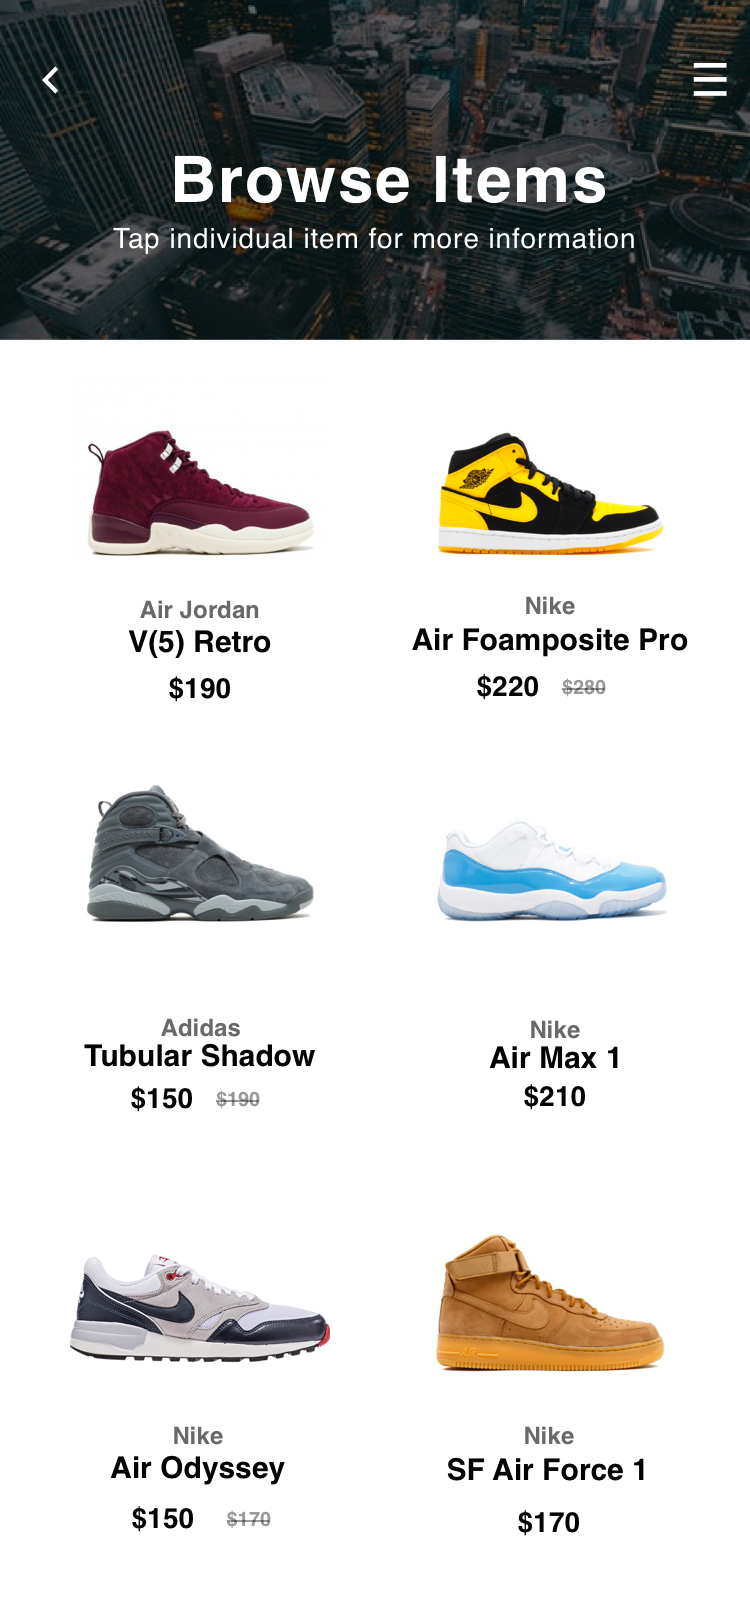 Browse Items
Tap individual item for more information
Air Jordan
V(5) Retro
$190
Nike
Air Foamposite Pro
$220 $280
Adidas
Tubular Shadow
$150 $190
Nike
Air Max 1
$210
Nike
Air Odyssey
$150 $170
Nike
SF Air Force 1
$170